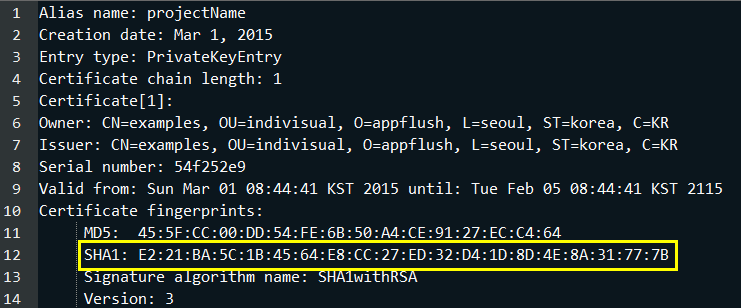 1 Alias name: projectName
2 Creation date: Mar 1, 2015
3 Entry type: PrivateKeyEntry
4 Certificate chain length: 1
5 Certificate[1]:
6 Owner: CN=examples, OU=indivisual, O=appflush, L=seoul, ST=korea, C=KR
7 Issuer: CN=examples, OU=indivisual, O=appflush, L=seoul, ST=korea, C=KR
8 Serial number: 54f252e9
9 Valid from: Sun Mar 01 08:44:41 KST 2015 until: Tue Feb 05 08:44:41 KST 2115
10 Certificate fingerprints:
11 MD5: 45:5F:CC:00:DD:54:FE:6B:50:A4:CE:91:27:EC:C4:64
12 SHA1: E2:21:BA:5C:1B:45:64:E8:CC:27:ED:32:D4:1D:8D:4E:8A:31:77:7B
13 Signature algorithm name: SHA1withRSA
14 Version: 3